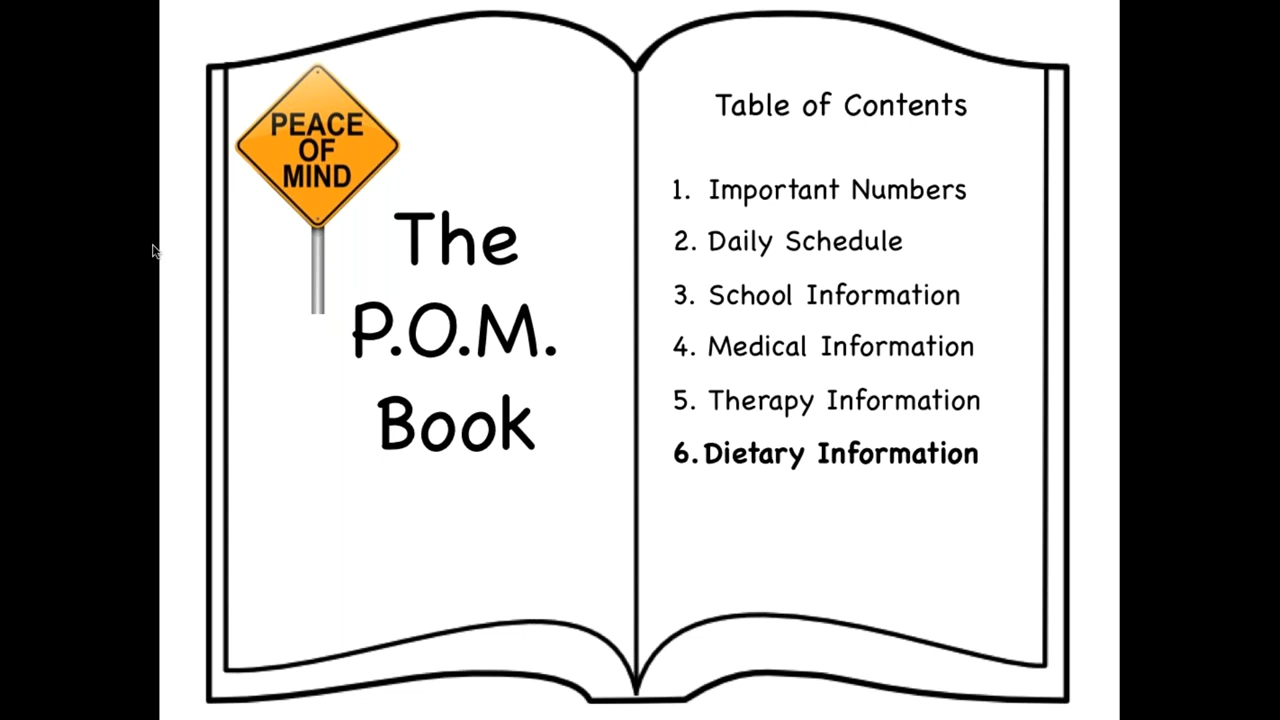 PEACE
OF
MIND
The
P.O.M.
Book
Table of Contents
1. Important Numbers
2. Daily Schedule
3. School Information
4. Medical Information
5. Therapy Information
6. Dietary Information